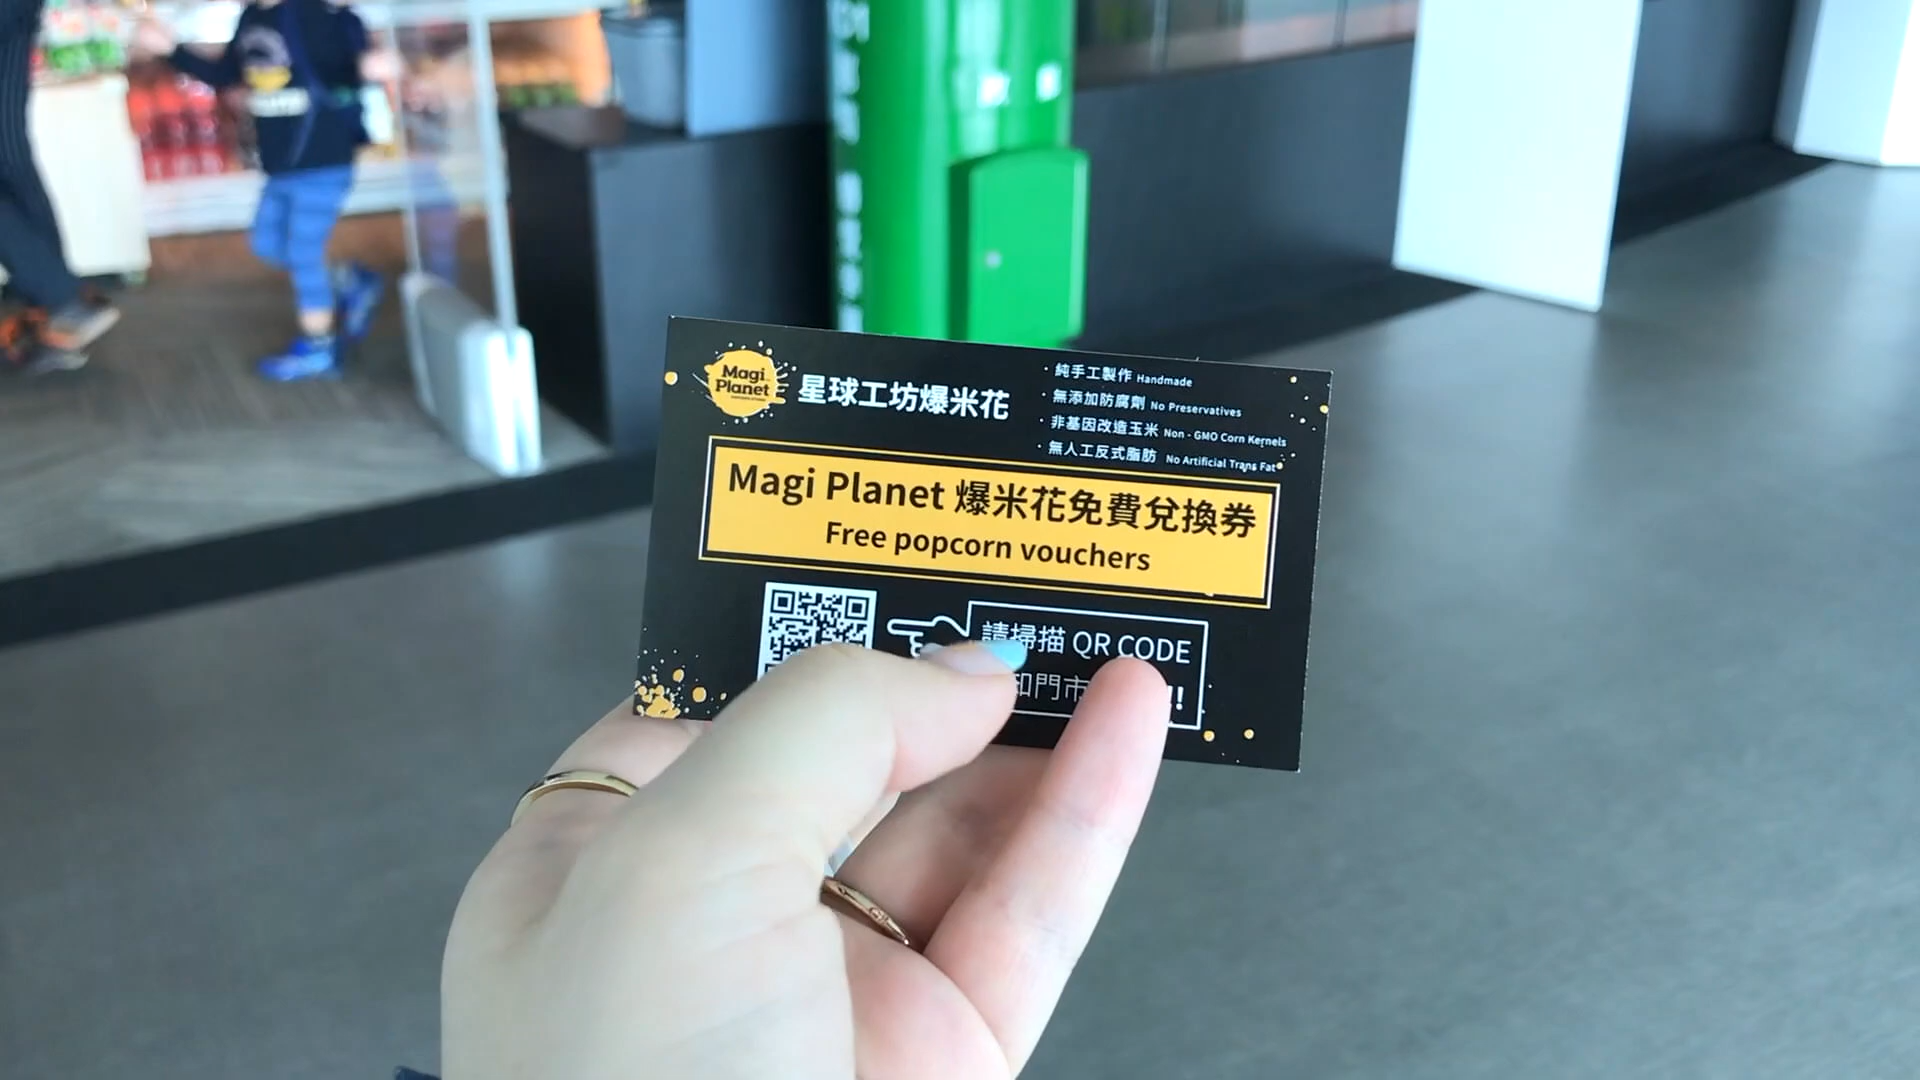 Magi
Planet
星球工坊爆米花
· 純手工製作 Handmade
· 無添加防腐劑 No Preservatives
· 非基因改造玉米 Non - GMO Corn Kernels
· 無人工反式脂肪 No Artificial Trans Fat
Magi Planet 爆米花免費兌換券
Free popcorn vouchers
請掃描 QR CODE
知門市 !!